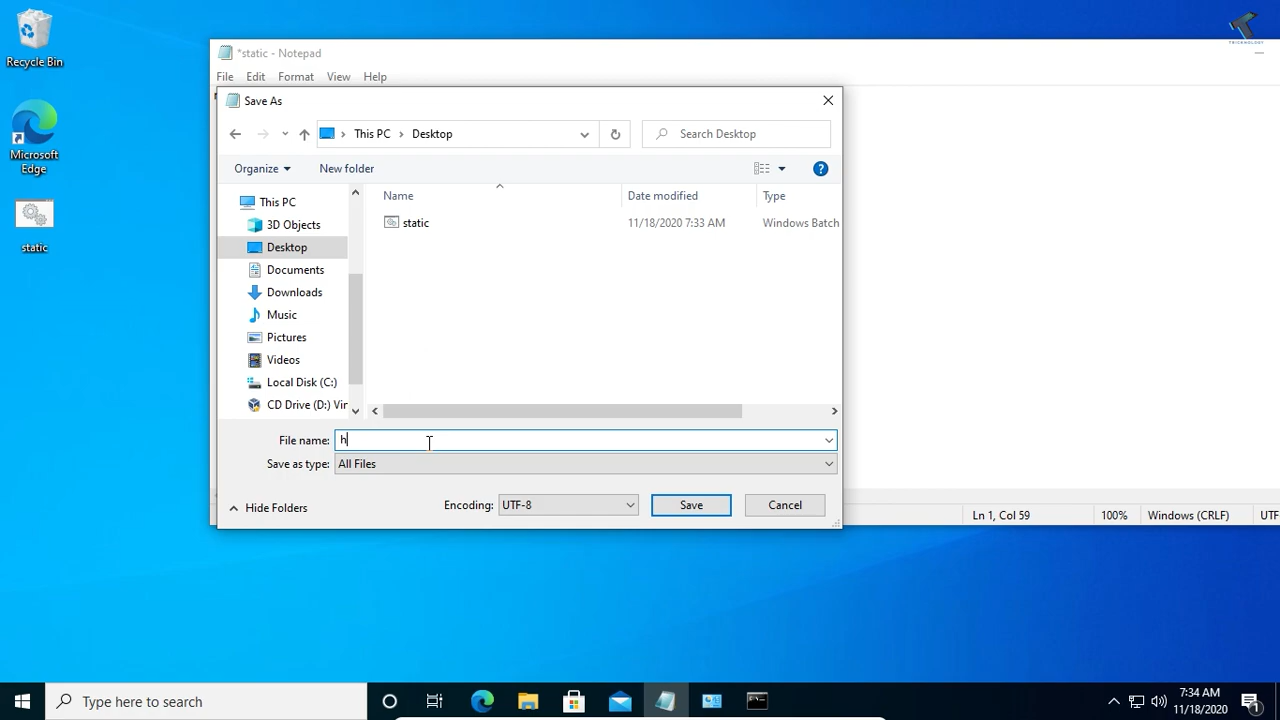 Recycle Bin
Microsoft
Edge
static
*static - Notepad
File Edit Format View Help
TRICKNOLOGY
Save As
This PC Desktop
Search Desktop
Organize New folder
Name Date modified Type
static 11/18/2020 7:33 AM Windows Batch
This PC
3D Objects
Desktop
Documents
Downloads
Music
Pictures
Videos
Local Disk (C:)
CD Drive (D:) Vir
File name: h
Save as type: All Files
Hide Folders
Encoding: UTF-8 Save Cancel
Ln 1, Col 59 100% Windows (CRLF) UTF
Type here to search
7:34 AM
11/18/2020
1